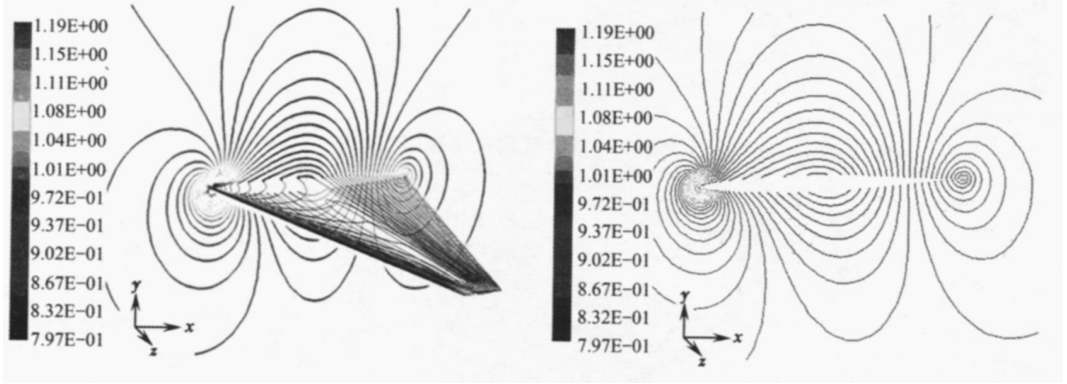 1.19E+00
1.15E+00
1.11E+00
1.08E+00
1.04E+00
1.01E+00
9.72E-01
9.37E-01
9.02E-01
8.67E-01
8.32E-01
7.97E-01
y
x
z
1.19E+00
1.15E+00
1.11E+00
1.08E+00
1.04E+00
1.01E+00
9.72E-01
9.37E-01
9.02E-01
8.67E-01
8.32E-01
7.97E-01
y
x
z